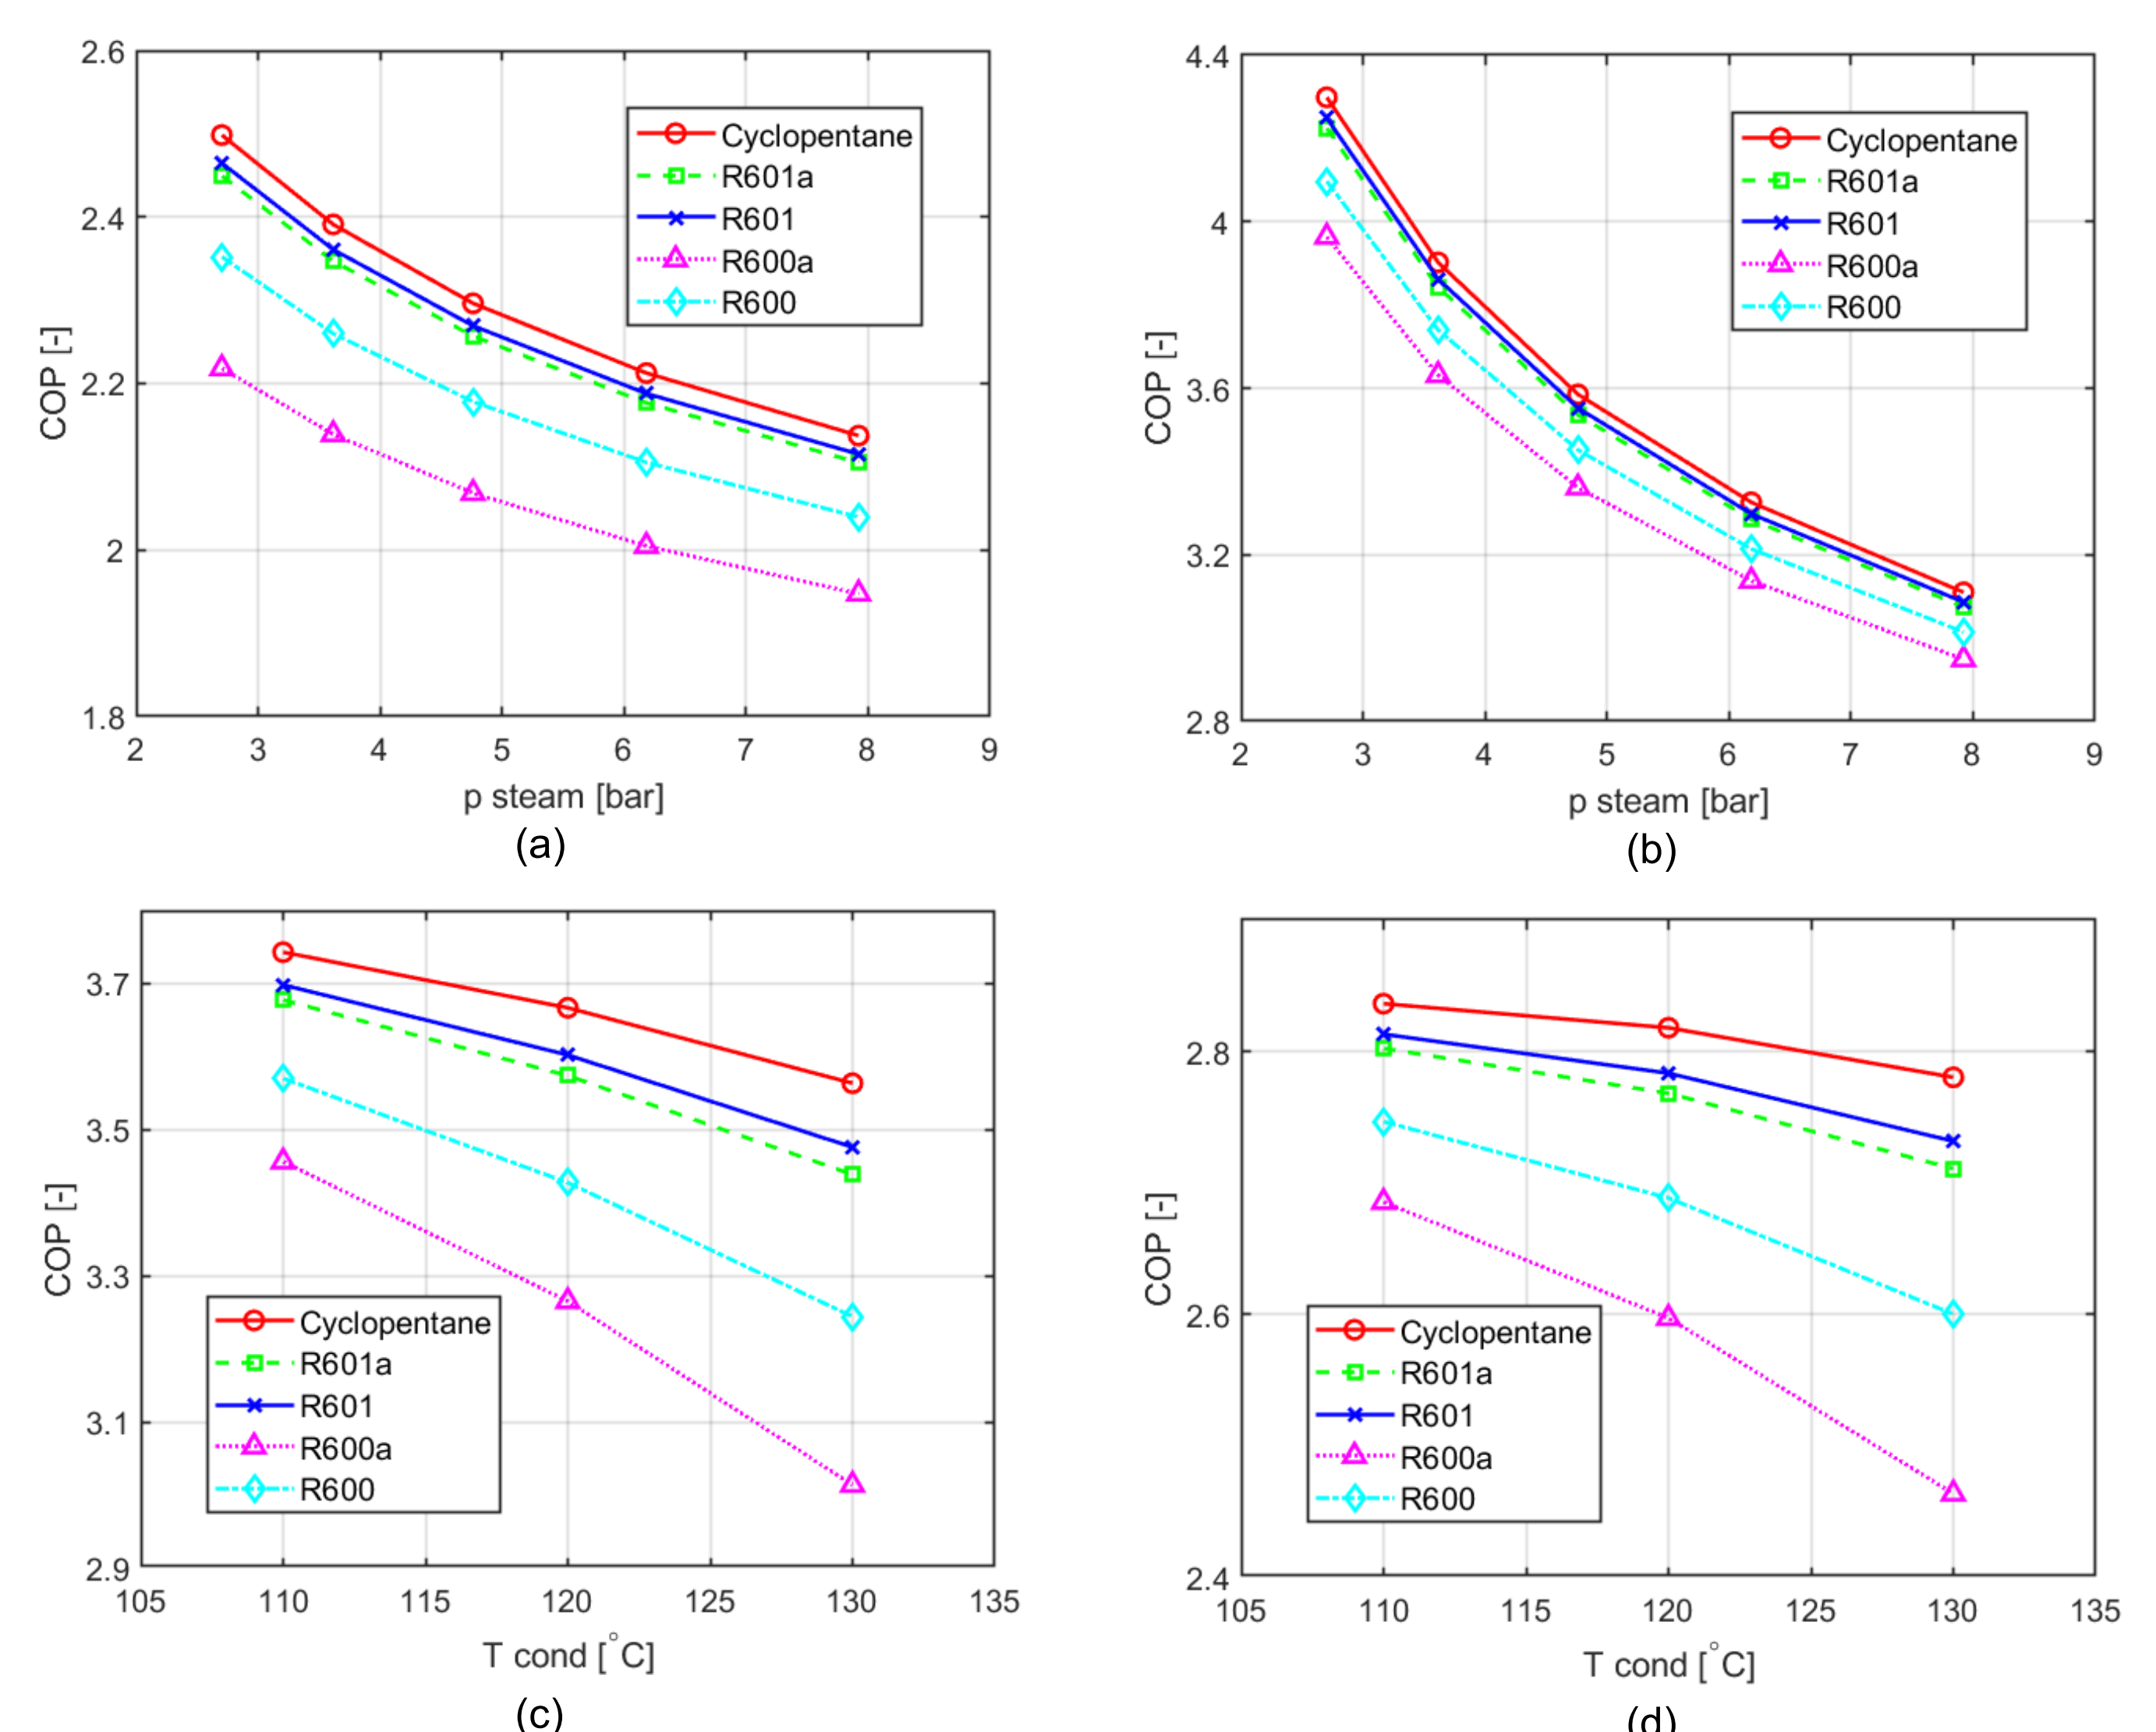 2.6
2.4
2.2
2
1.8
COP [-]
2 3 4 5 6 7 8 9
p steam [bar]
Cyclopentane
R601a
R601
R600a
R600
(a)
4.4
4
3.6
3.2
2.8
COP [-]
2 3 4 5 6 7 8 9
p steam [bar]
Cyclopentane
R601a
R601
R600a
R600
(b)
3.7
3.5
3.3
3.1
2.9
COP [-]
105 110 115 120 125 130 135
T cond [°C]
Cyclopentane
R601a
R601
R600a
R600
(c)
2.8
2.6
2.4
COP [-]
105 110 115 120 125 130 135
T cond [°C]
Cyclopentane
R601a
R601
R600a
R600
(d)